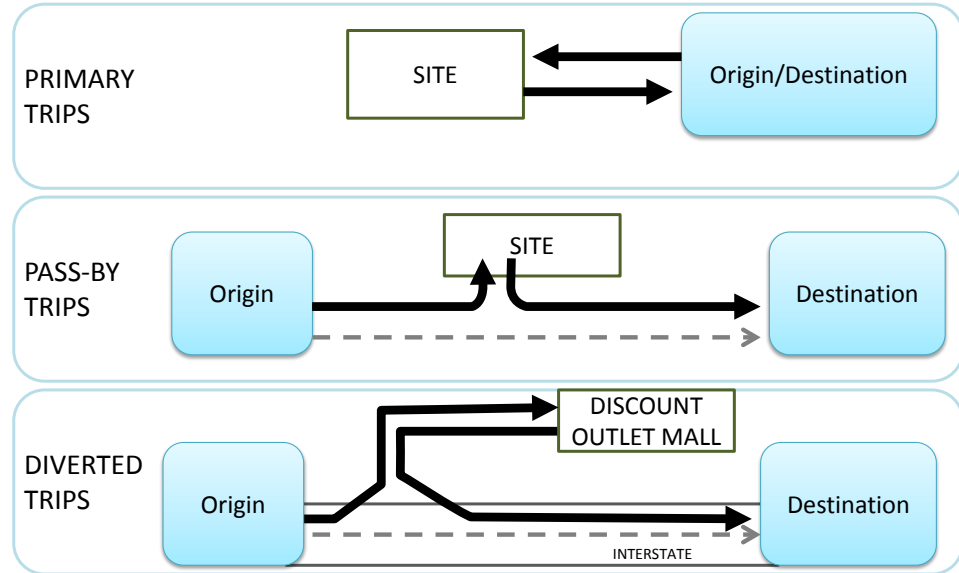 PRIMARY
TRIPS
SITE
Origin/Destination
PASS-BY
TRIPS
Origin
SITE
Destination
DIVERTED
TRIPS
Origin
DISCOUNT
OUTLET MALL
Destination
INTERSTATE